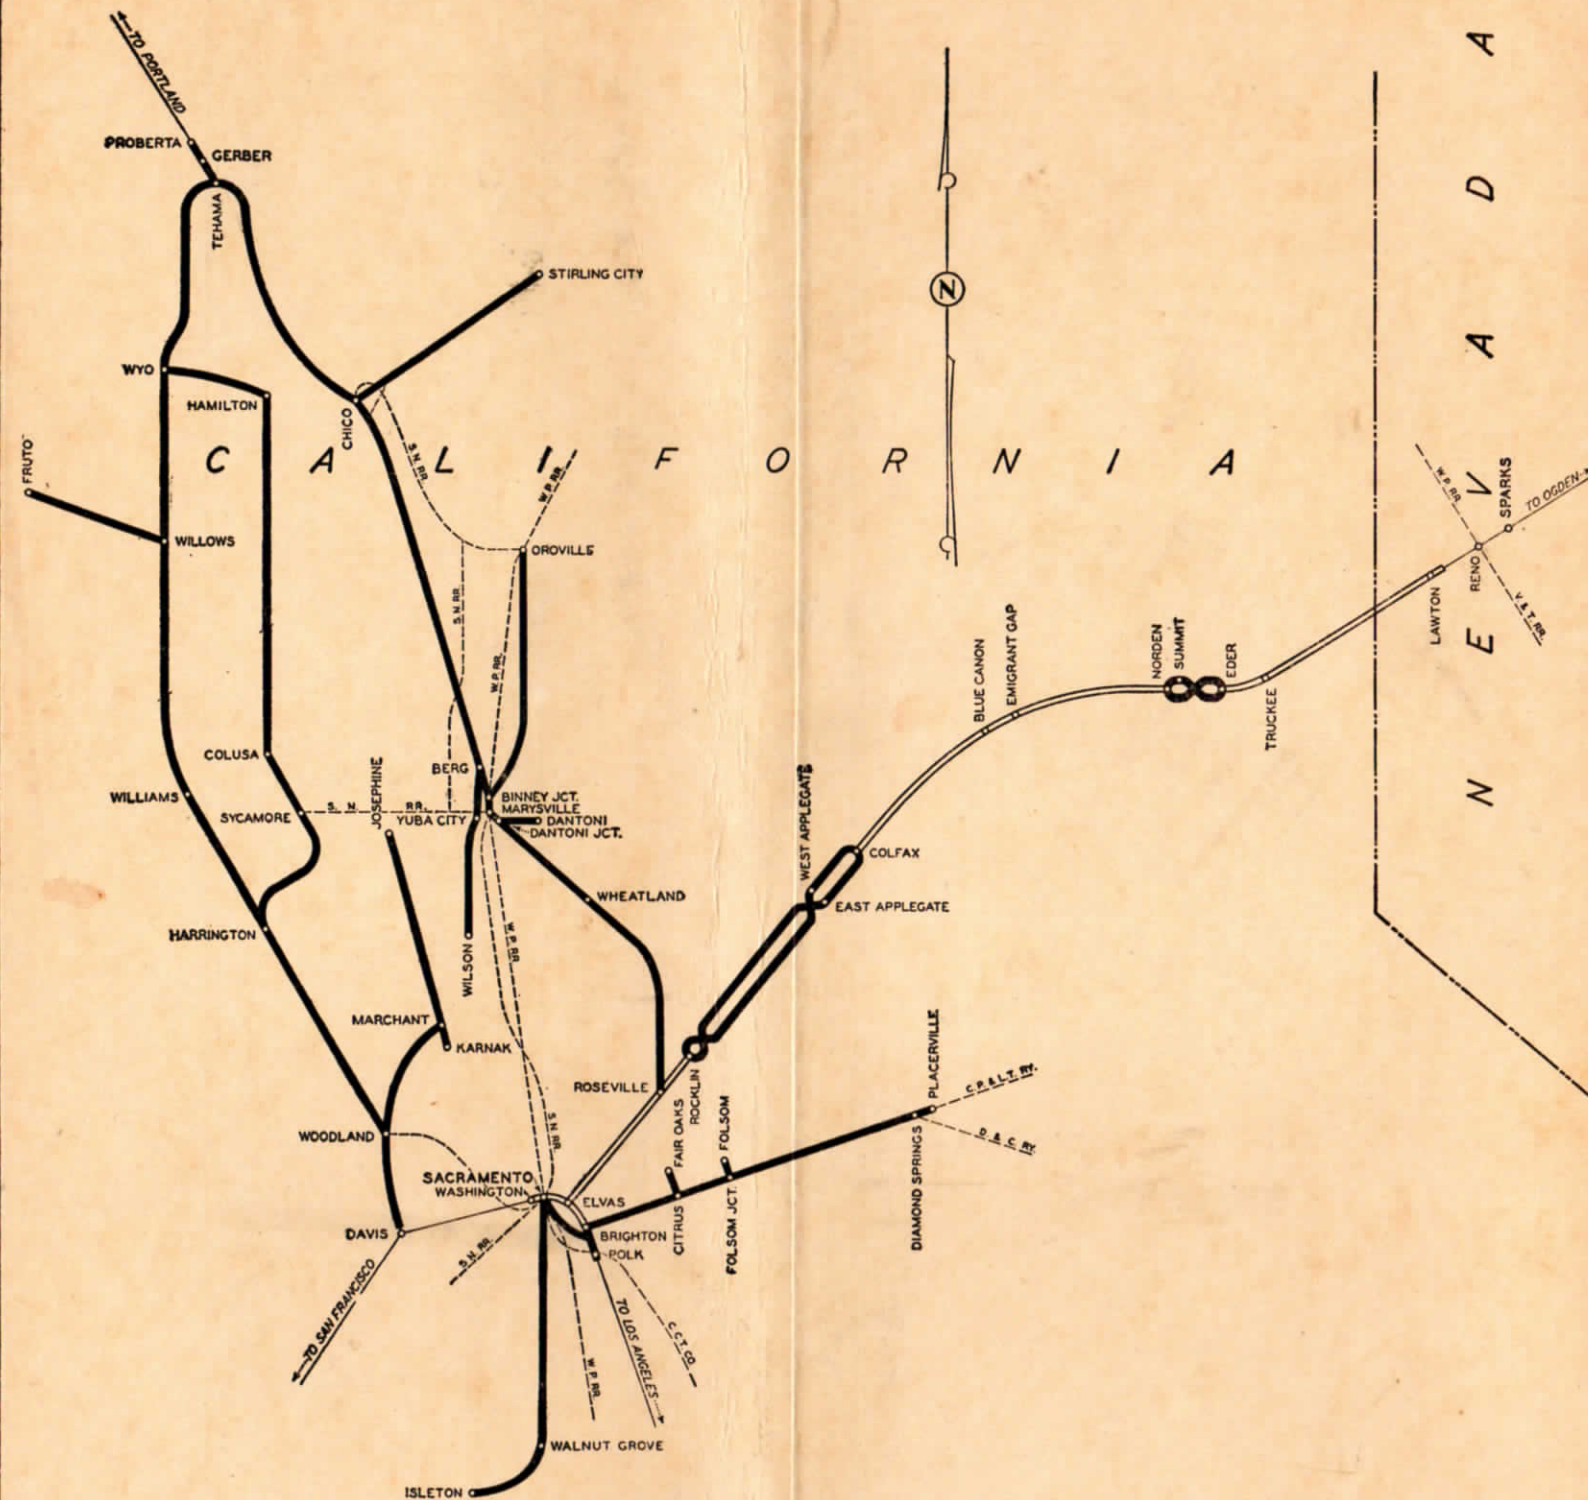 ←TO PORTLAND
PROBERTA
GERBER
TEHAMA
STIRLING CITY
WYO
HAMILTON
CHICO
FRUTO
WILLOWS
S.N. RR.
W.P. RR.
N
CALIFORNIA
NEVADA
OROVILLE
S.N. RR.
W.P. RR.
W.P. RR.
SPARKS
TO OGDEN→
RENO
V. & T. RR.
LAWTON
NORDEN
SUMMIT
EDER
TRUCKEE
BLUE CANON
EMIGRANT GAP
COLUSA
JOSEPHINE
BERG
WILLIAMS
SYCAMORE
S. N. RR.
YUBA CITY
BINNEY JCT.
MARYSVILLE
DANTONI
DANTONI JCT.
WEST APPLEGATE
COLFAX
EAST APPLEGATE
WHEATLAND
HARRINGTON
WILSON
W.P. RR.
MARCHANT
KARNAK
ROSEVILLE
ROCKLIN
FAIR OAKS
FOLSOM
PLACERVILLE
C.P. & L.T. RY.
D. & C. RY.
DIAMOND SPRINGS
WOODLAND
S.N. RR.
SACRAMENTO
WASHINGTON
ELVAS
DAVIS
BRIGHTON
POLK
CITRUS
FOLSOM JCT.
S.N. RR.
←TO SAN FRANCISCO
TO LOS ANGELES→
C.C.T. CO.
W.P. RR.
WALNUT GROVE
ISLETON